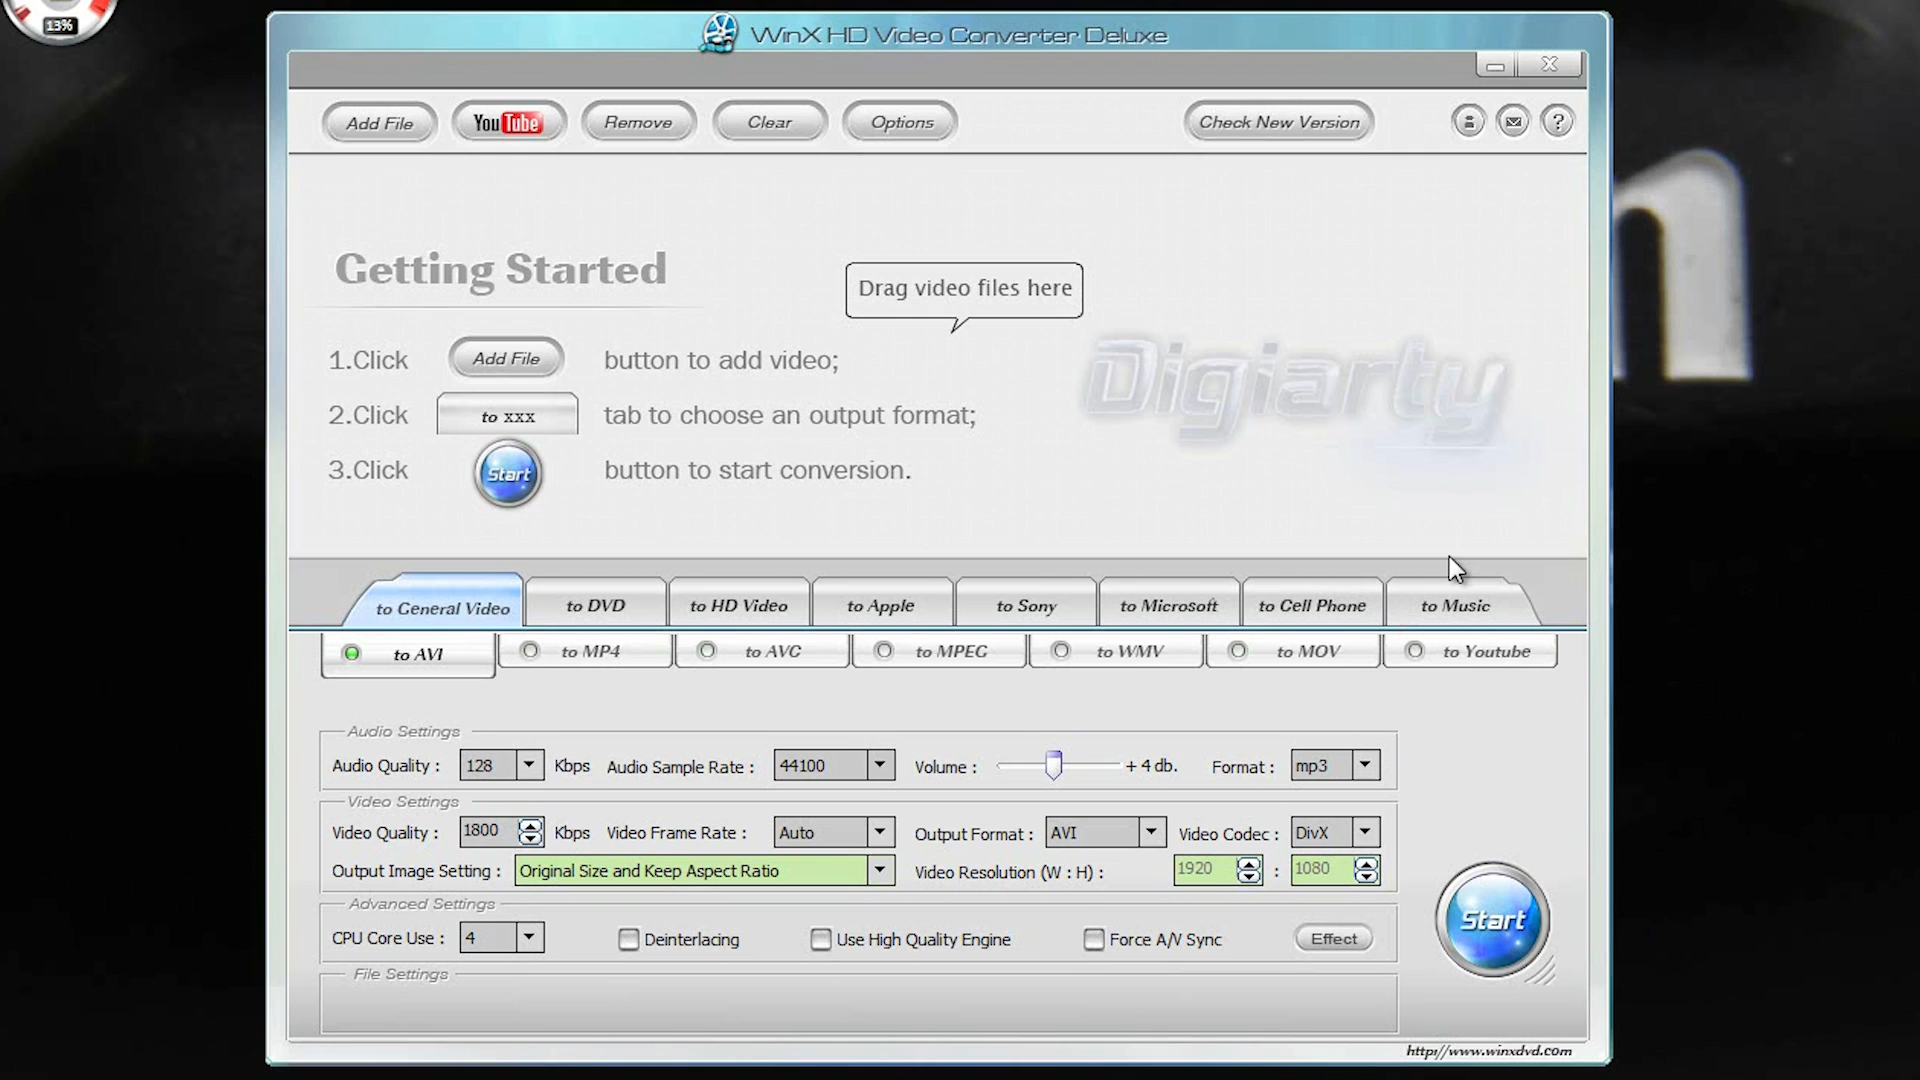 13%
WinX HD Video Converter Deluxe
Add File YouTube Remove Clear Options Check New Version ?
Getting Started
Drag video files here
1.Click Add File button to add video;
2.Click to xxx tab to choose an output format;
3.Click Start button to start conversion.
Digiarty
to General Video to DVD to HD Video to Apple to Sony to Microsoft to Cell Phone to Music
to AVI to MP4 to AVC to MPEG to WMV to MOV to Youtube
Audio Settings
Audio Quality : 128 Kbps Audio Sample Rate : 44100 Volume : + 4 db. Format : mp3
Video Settings
Video Quality : 1800 Kbps Video Frame Rate : Auto Output Format : AVI Video Codec : DivX
Output Image Setting : Original Size and Keep Aspect Ratio Video Resolution (W : H) : 1920 : 1080
Advanced Settings
CPU Core Use : 4 Deinterlacing Use High Quality Engine Force A/V Sync Effect
Start
File Settings
http://www.winxdvd.com
n